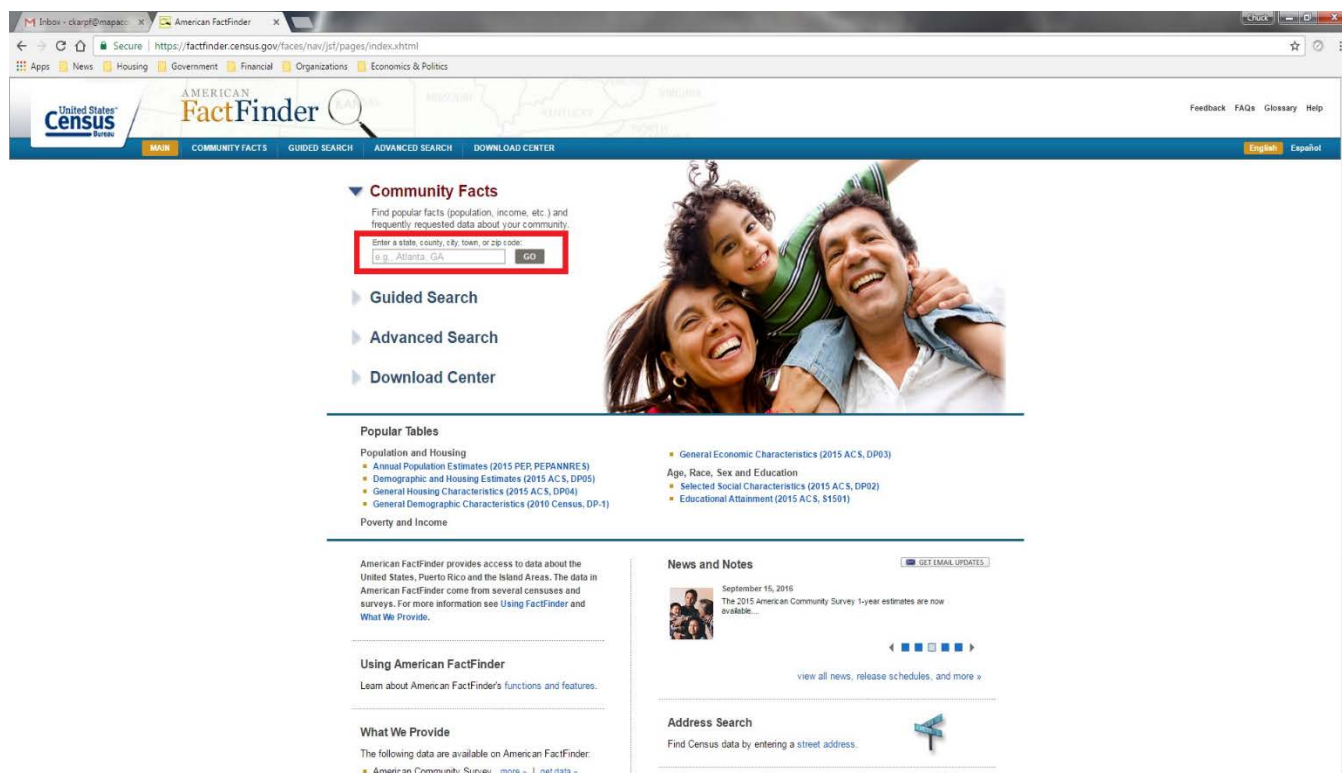 Inbox - ckarpf@mapacc
American FactFinder
Chuck
Secure | https://factfinder.census.gov/faces/nav/jsf/pages/index.xhtml
Apps News Housing Government Financial Organizations Economics & Politics
United States
Census
Bureau
AMERICAN
FactFinder
KANSAS MISSOURI KENTUCKY VIRGINIA
NORTH
Feedback FAQs Glossary Help
MAIN COMMUNITY FACTS GUIDED SEARCH ADVANCED SEARCH DOWNLOAD CENTER
English Español
Community Facts
Find popular facts (population, income, etc.) and
frequently requested data about your community.
Enter a state, county, city, town, or zip code:
e.g., Atlanta, GA GO
Guided Search
Advanced Search
Download Center
Popular Tables
Population and Housing
Annual Population Estimates (2015 PEP, PEPANNRES)
Demographic and Housing Estimates (2015 ACS, DP05)
General Housing Characteristics (2015 ACS, DP04)
General Demographic Characteristics (2010 Census, DP-1)
Poverty and Income
General Economic Characteristics (2015 ACS, DP03)
Age, Race, Sex and Education
Selected Social Characteristics (2015 ACS, DP02)
Educational Attainment (2015 ACS, S1501)
American FactFinder provides access to data about the
United States, Puerto Rico and the Island Areas. The data in
American FactFinder come from several censuses and
surveys. For more information see Using FactFinder and
What We Provide.
Using American FactFinder
Learn about American FactFinder's functions and features.
What We Provide
The following data are available on American FactFinder:
American Community Survey more » | get data »
News and Notes
GET EMAIL UPDATES
September 15, 2016
The 2015 American Community Survey 1-year estimates are now
available....
view all news, release schedules, and more »
Address Search
Find Census data by entering a street address.